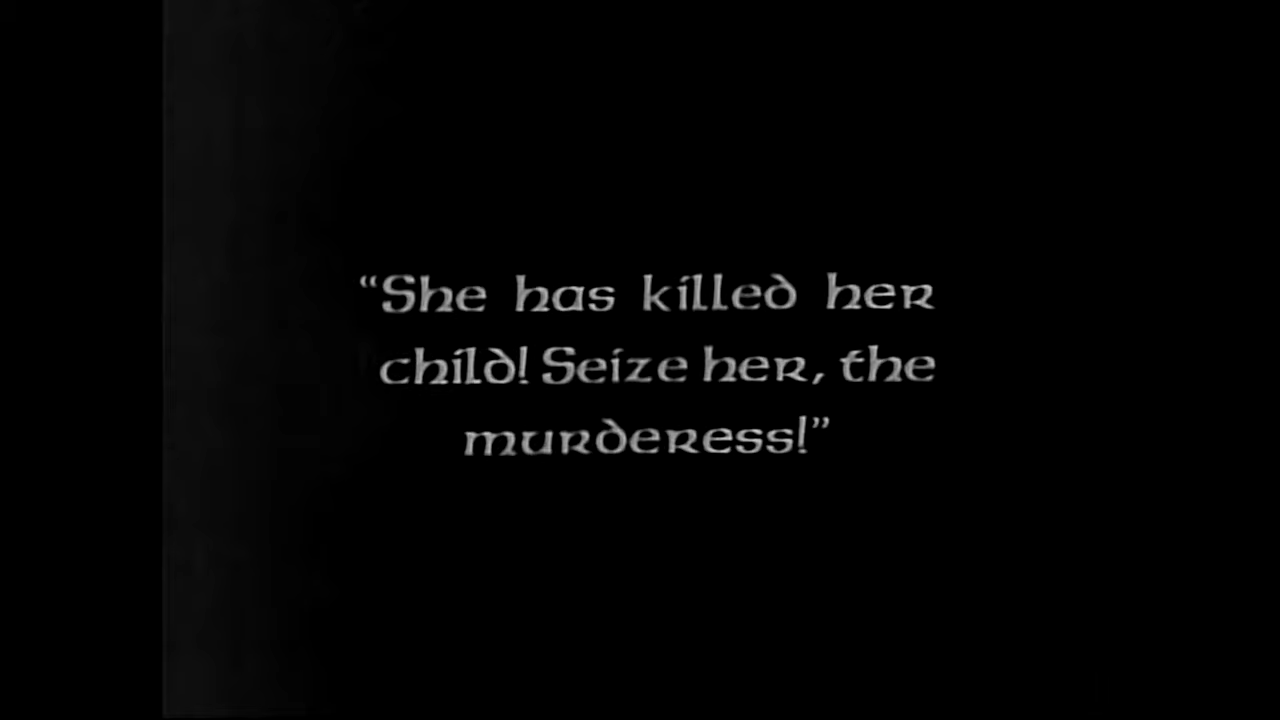 “She has killed her
child! Seize her, the
murderess!”